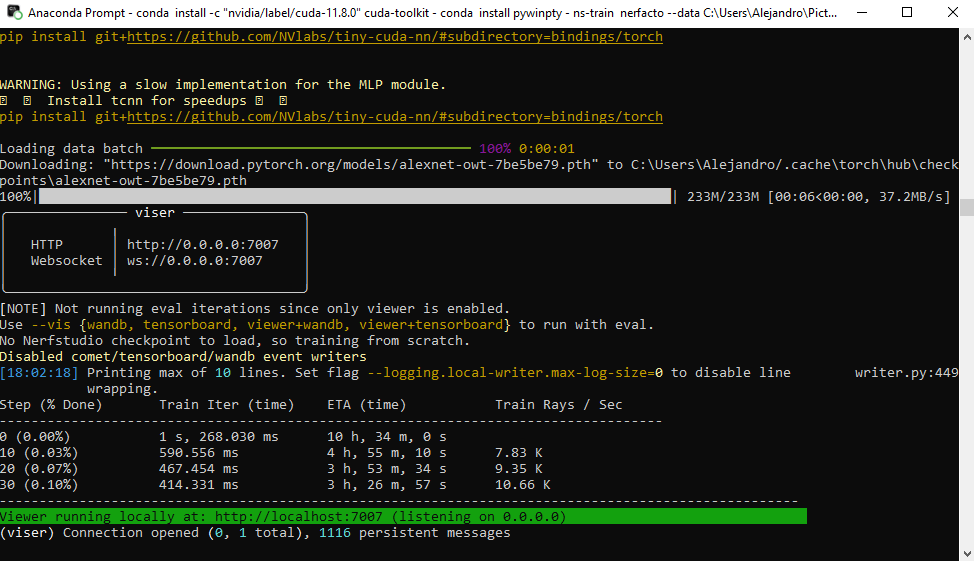 Anaconda Prompt - conda install -c "nvidia/label/cuda-11.8.0" cuda-toolkit - conda install pywinpty - ns-train nerfacto --data C:\Users\Alejandro\Pict...
pip install git+https://github.com/NVlabs/tiny-cuda-nn/#subdirectory=bindings/torch
WARNING: Using a slow implementation for the MLP module.
Install tcnn for speedups
pip install git+https://github.com/NVlabs/tiny-cuda-nn/#subdirectory=bindings/torch
Loading data batch 100% 0:00:01
Downloading: "https://download.pytorch.org/models/alexnet-owt-7be5be79.pth" to C:\Users\Alejandro/.cache\torch\hub\check
points\alexnet-owt-7be5be79.pth
100%| | 233M/233M [00:06<00:00, 37.2MB/s]
viser
HTTP http://0.0.0.0:7007
Websocket ws://0.0.0.0:7007
[NOTE] Not running eval iterations since only viewer is enabled.
Use --vis {wandb, tensorboard, viewer+wandb, viewer+tensorboard} to run with eval.
No Nerfstudio checkpoint to load, so training from scratch.
Disabled comet/tensorboard/wandb event writers
[18:02:18] Printing max of 10 lines. Set flag --logging.local-writer.max-log-size=0 to disable line writer.py:449
wrapping.
Step (% Done) Train Iter (time) ETA (time) Train Rays / Sec
-----------------------------------------------------------------------------------
0 (0.00%) 1 s, 268.030 ms 10 h, 34 m, 0 s
10 (0.03%) 590.556 ms 4 h, 55 m, 10 s 7.83 K
20 (0.07%) 467.454 ms 3 h, 53 m, 34 s 9.35 K
30 (0.10%) 414.331 ms 3 h, 26 m, 57 s 10.66 K
----------------------------------------------------------------------------------------------------
Viewer running locally at: http://localhost:7007 (listening on 0.0.0.0)
(viser) Connection opened (0, 1 total), 1116 persistent messages